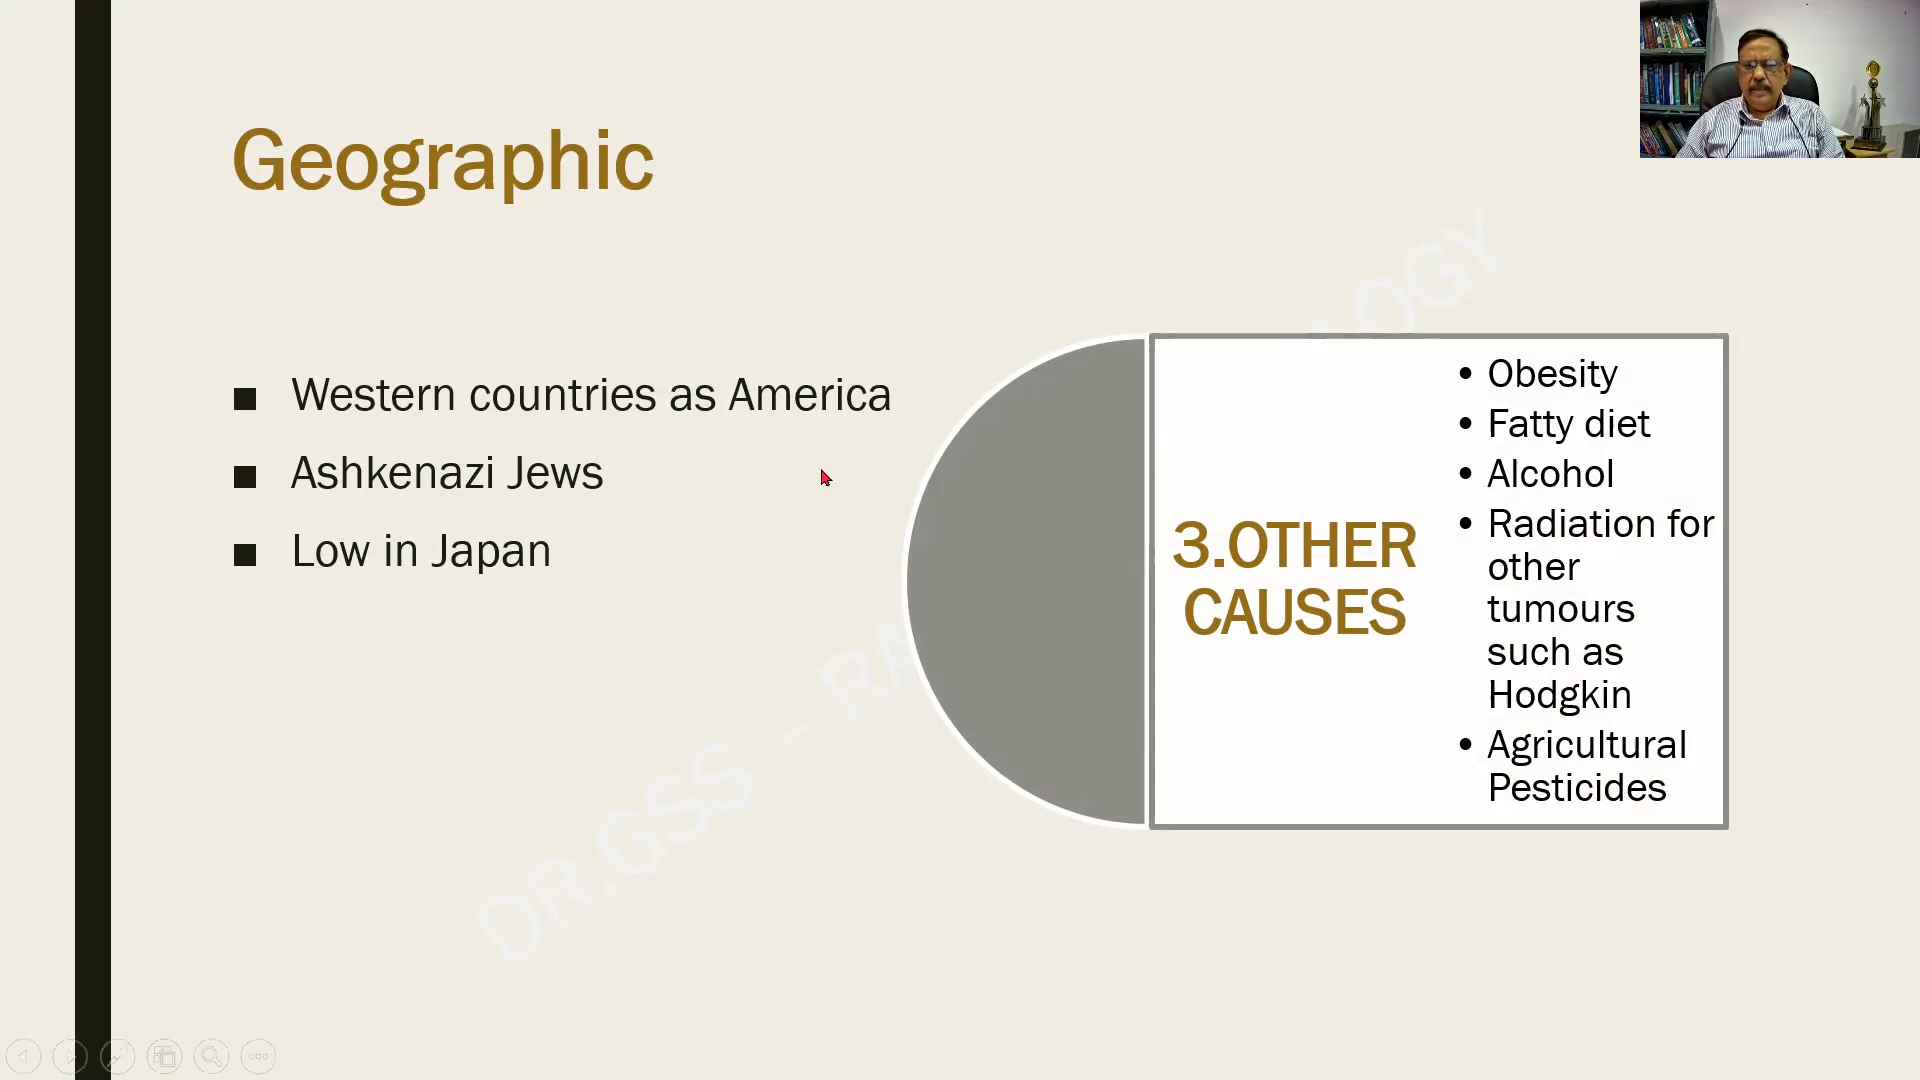 Geographic
Western countries as America
Ashkenazi Jews
Low in Japan
3.OTHER
CAUSES
Obesity
Fatty diet
Alcohol
Radiation for
other
tumours
such as
Hodgkin
Agricultural
Pesticides
DR.GSS -